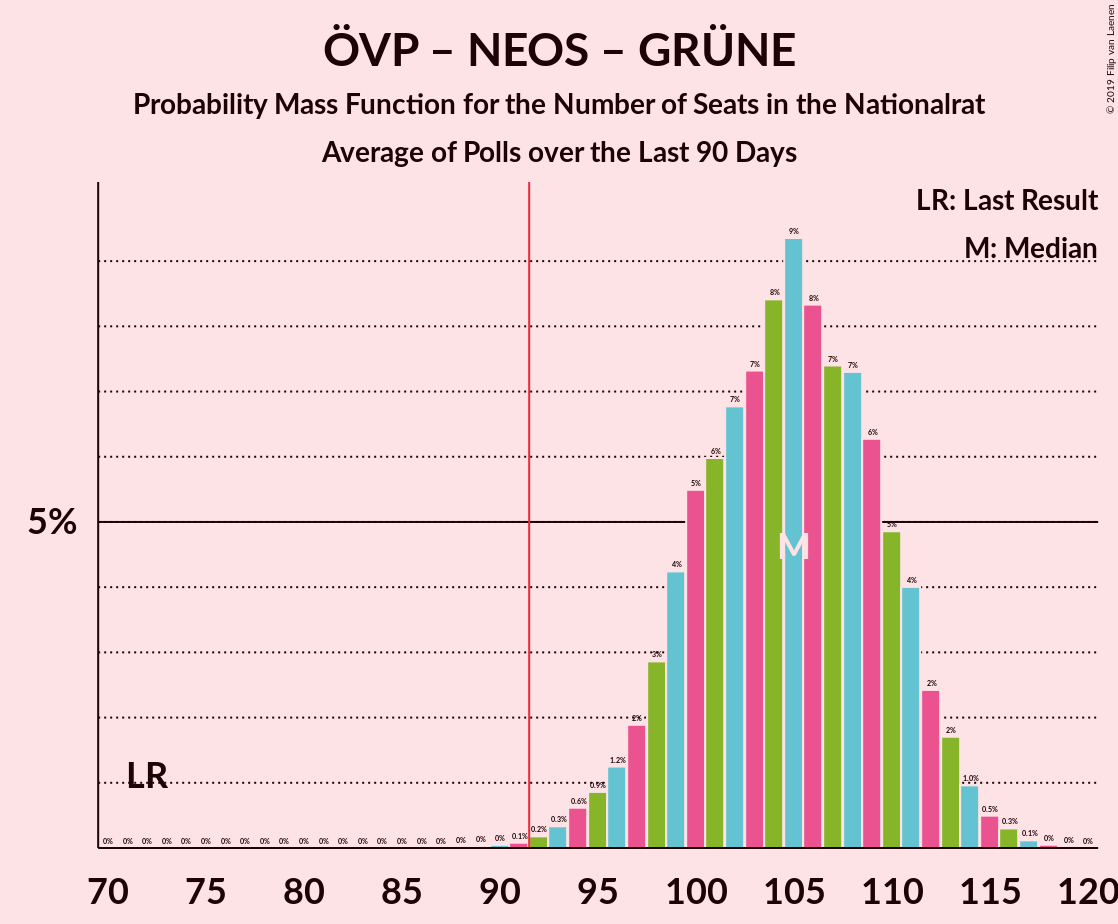 ÖVP – NEOS – GRÜNE
Probability Mass Function for the Number of Seats in the Nationalrat
Average of Polls over the Last 90 Days
© 2019 Filip van Laenen
LR: Last Result
M: Median
5%
LR
M
0% 0% 0% 0% 0% 0% 0% 0% 0% 0% 0% 0% 0% 0% 0% 0% 0% 0% 0% 0% 0% 0.1% 0.2% 0.3% 0.6% 0.9% 1.2% 2% 3% 4% 5% 6% 7% 7% 8% 9% 8% 7% 7% 6% 5% 4% 2% 2% 1.0% 0.5% 0.3% 0.1% 0% 0% 0%
70 75 80 85 90 95 100 105 110 115 120